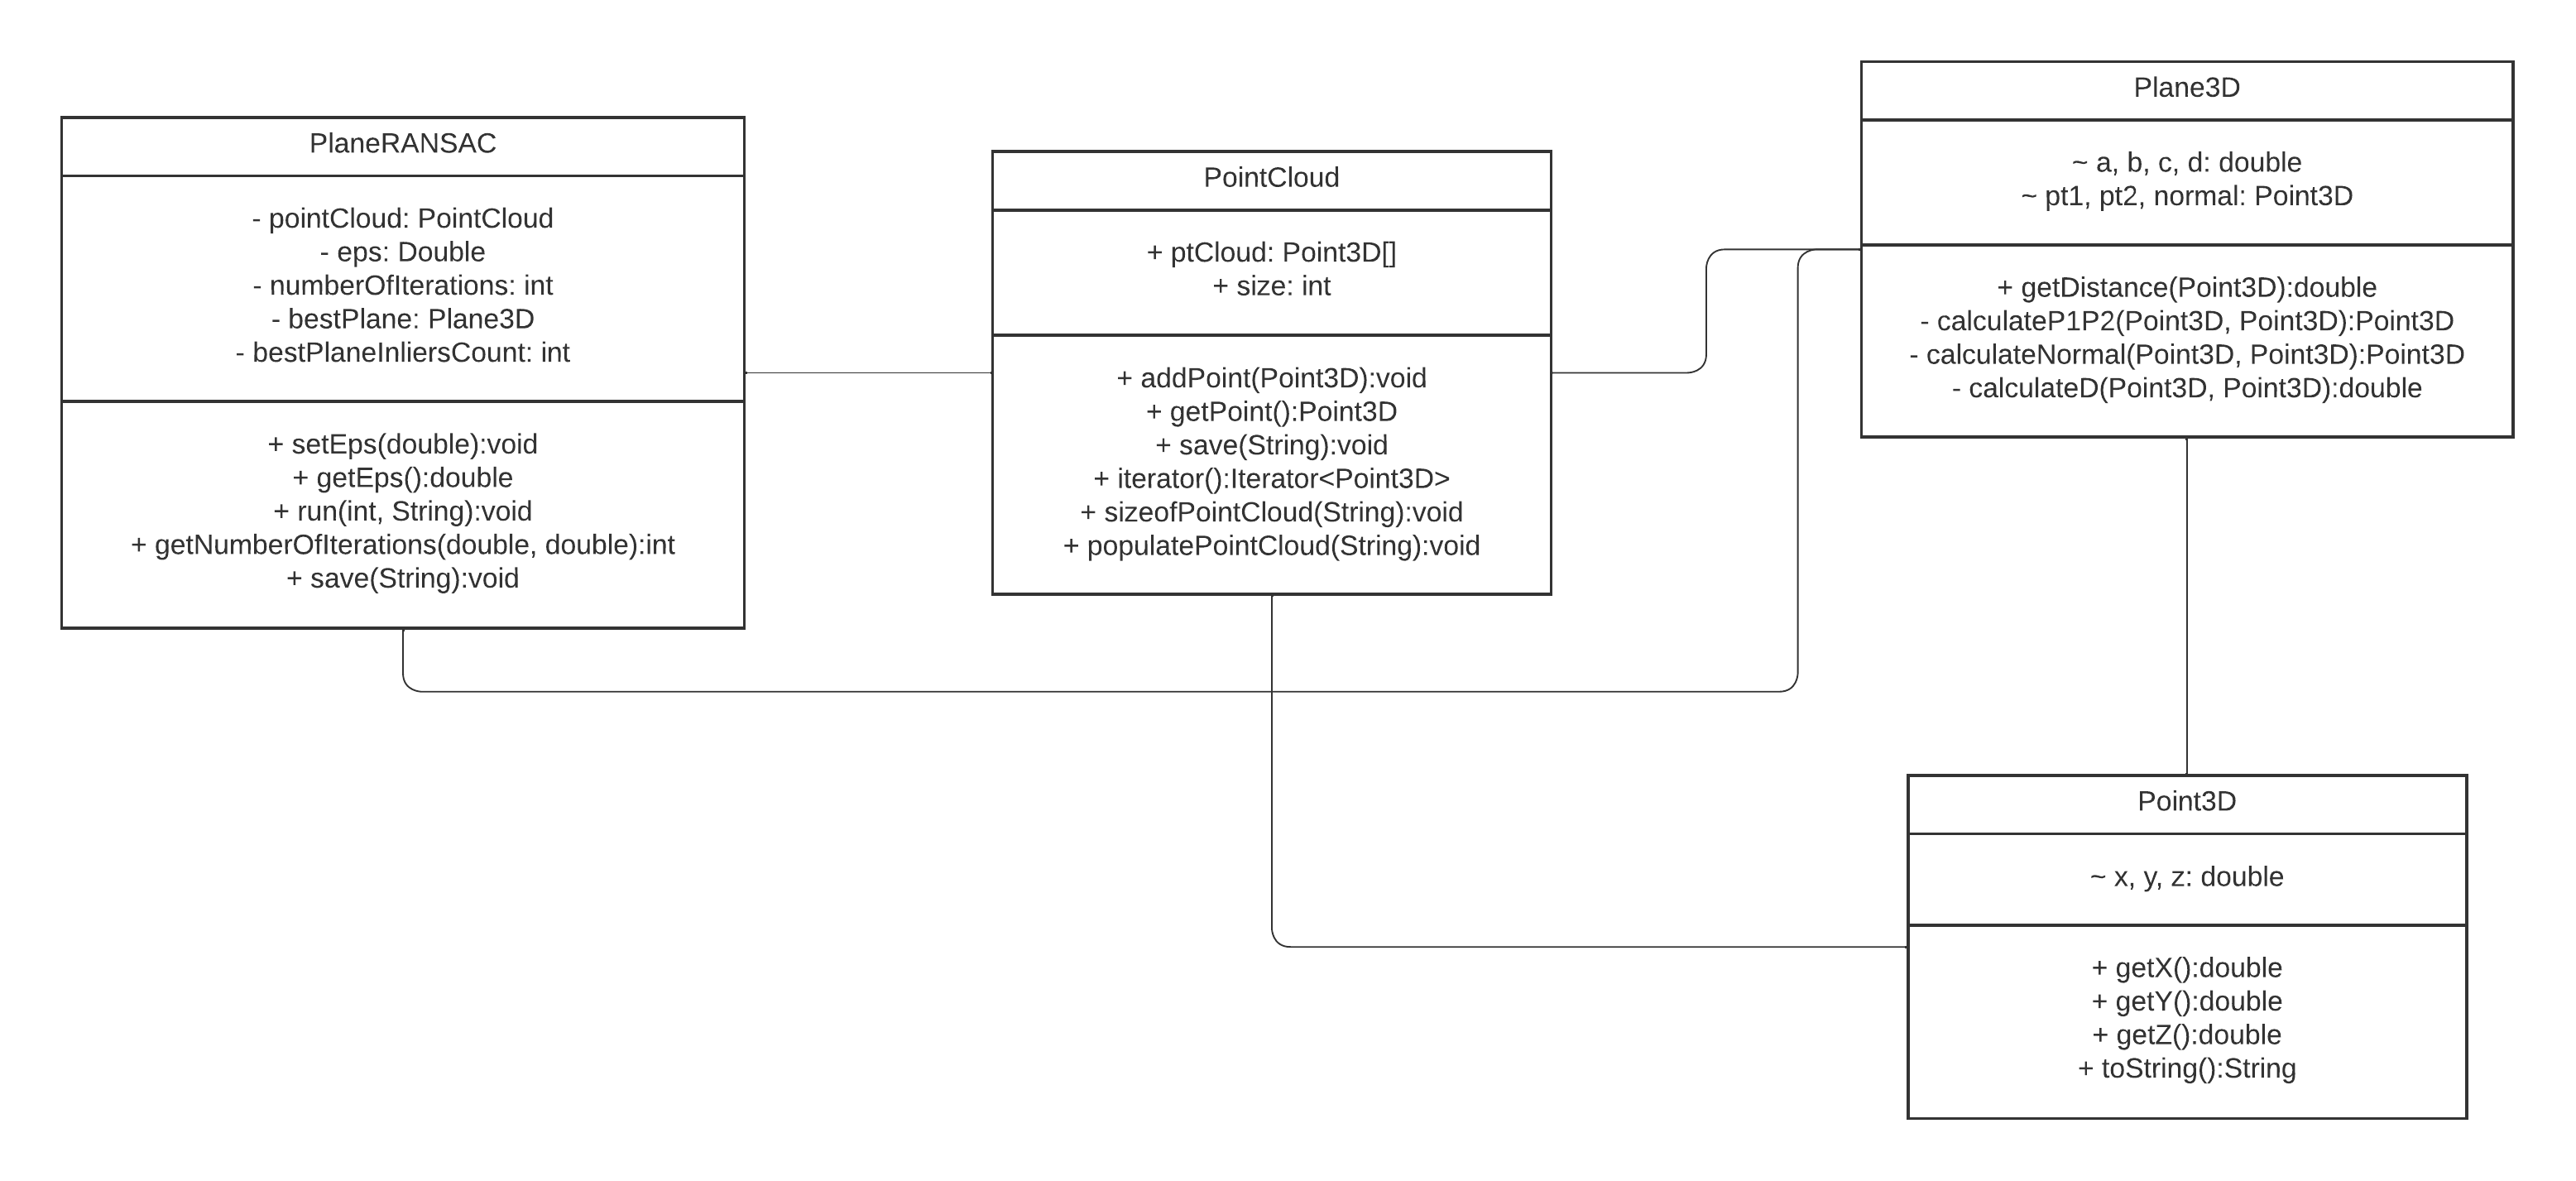 PlaneRANSAC
- pointCloud: PointCloud
- eps: Double
- numberOfIterations: int
- bestPlane: Plane3D
- bestPlaneInliersCount: int
+ setEps(double):void
+ getEps():double
+ run(int, String):void
+ getNumberOfIterations(double, double):int
+ save(String):void
PointCloud
+ ptCloud: Point3D[]
+ size: int
+ addPoint(Point3D):void
+ getPoint():Point3D
+ save(String):void
+ iterator():Iterator<Point3D>
+ sizeofPointCloud(String):void
+ populatePointCloud(String):void
Plane3D
~ a, b, c, d: double
~ pt1, pt2, normal: Point3D
+ getDistance(Point3D):double
- calculateP1P2(Point3D, Point3D):Point3D
- calculateNormal(Point3D, Point3D):Point3D
- calculateD(Point3D, Point3D):double
Point3D
~ x, y, z: double
+ getX():double
+ getY():double
+ getZ():double
+ toString():String